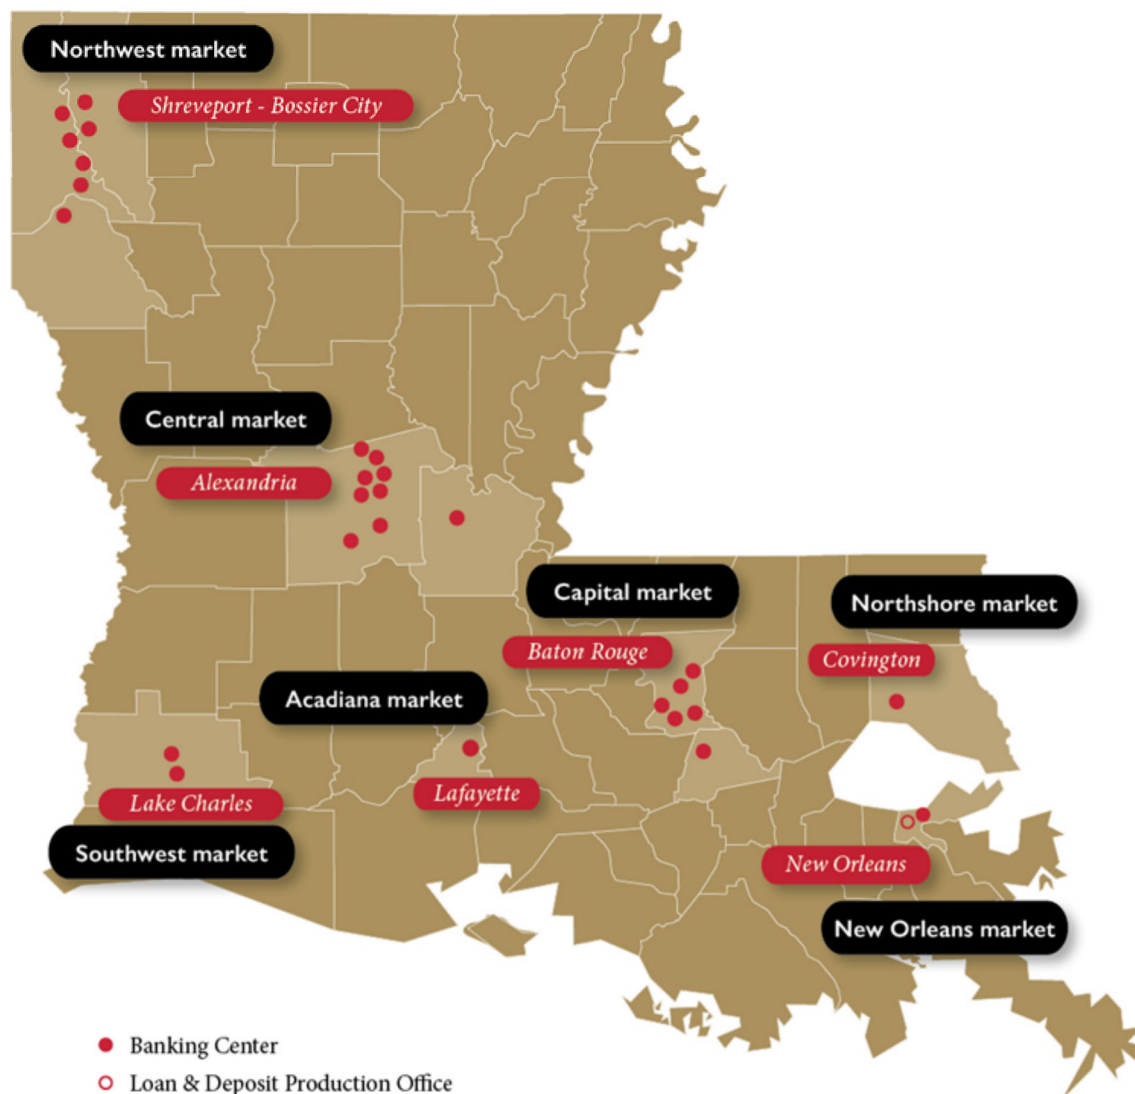 Northwest market
Shreveport - Bossier City
Central market
Alexandria
Capital market
Northshore market
Baton Rouge
Covington
Acadiana market
Lake Charles
Lafayette
Southwest market
New Orleans
New Orleans market
Banking Center
Loan & Deposit Production Office